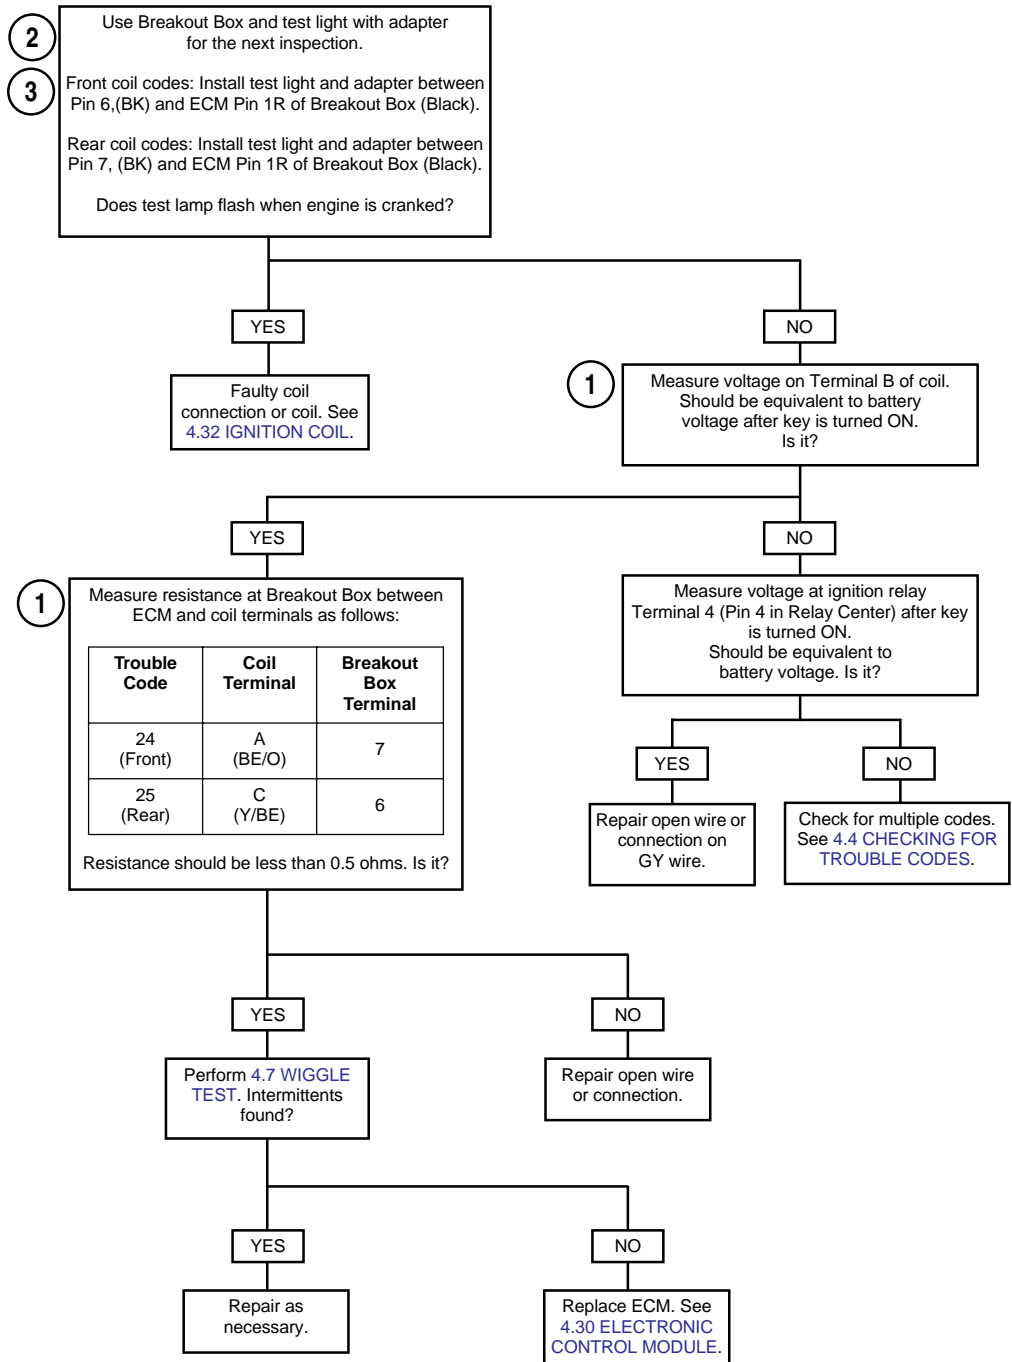 2
Use Breakout Box and test light with adapter
for the next inspection.
3
Front coil codes: Install test light and adapter between
Pin 6,(BK) and ECM Pin 1R of Breakout Box (Black).
Rear coil codes: Install test light and adapter between
Pin 7, (BK) and ECM Pin 1R of Breakout Box (Black).
Does test lamp flash when engine is cranked?
YES
NO
Faulty coil
connection or coil. See
4.32 IGNITION COIL.
1
Measure voltage on Terminal B of coil.
Should be equivalent to battery
voltage after key is turned ON.
Is it?
YES
NO
1
Measure resistance at Breakout Box between
ECM and coil terminals as follows:
Trouble Code
Coil Terminal
Breakout Box Terminal
24 (Front)
A (BE/O)
7
25 (Rear)
C (Y/BE)
6
Resistance should be less than 0.5 ohms. Is it?
Measure voltage at ignition relay
Terminal 4 (Pin 4 in Relay Center) after key
is turned ON.
Should be equivalent to
battery voltage. Is it?
YES
NO
Repair open wire or
connection on
GY wire.
Check for multiple codes.
See 4.4 CHECKING FOR
TROUBLE CODES.
YES
NO
Perform 4.7 WIGGLE
TEST. Intermittents
found?
Repair open wire
or connection.
YES
NO
Repair as
necessary.
Replace ECM. See
4.30 ELECTRONIC
CONTROL MODULE.